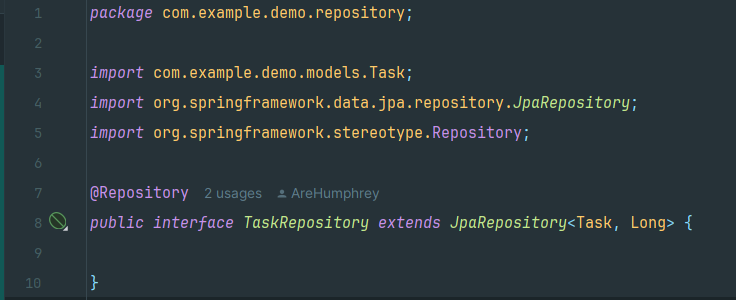 1 package com.example.demo.repository;
2
3 import com.example.demo.models.Task;
4 import org.springframework.data.jpa.repository.JpaRepository;
5 import org.springframework.stereotype.Repository;
6
7 @Repository 2 usages AreHumphrey
8 public interface TaskRepository extends JpaRepository<Task, Long> {
9
10 }